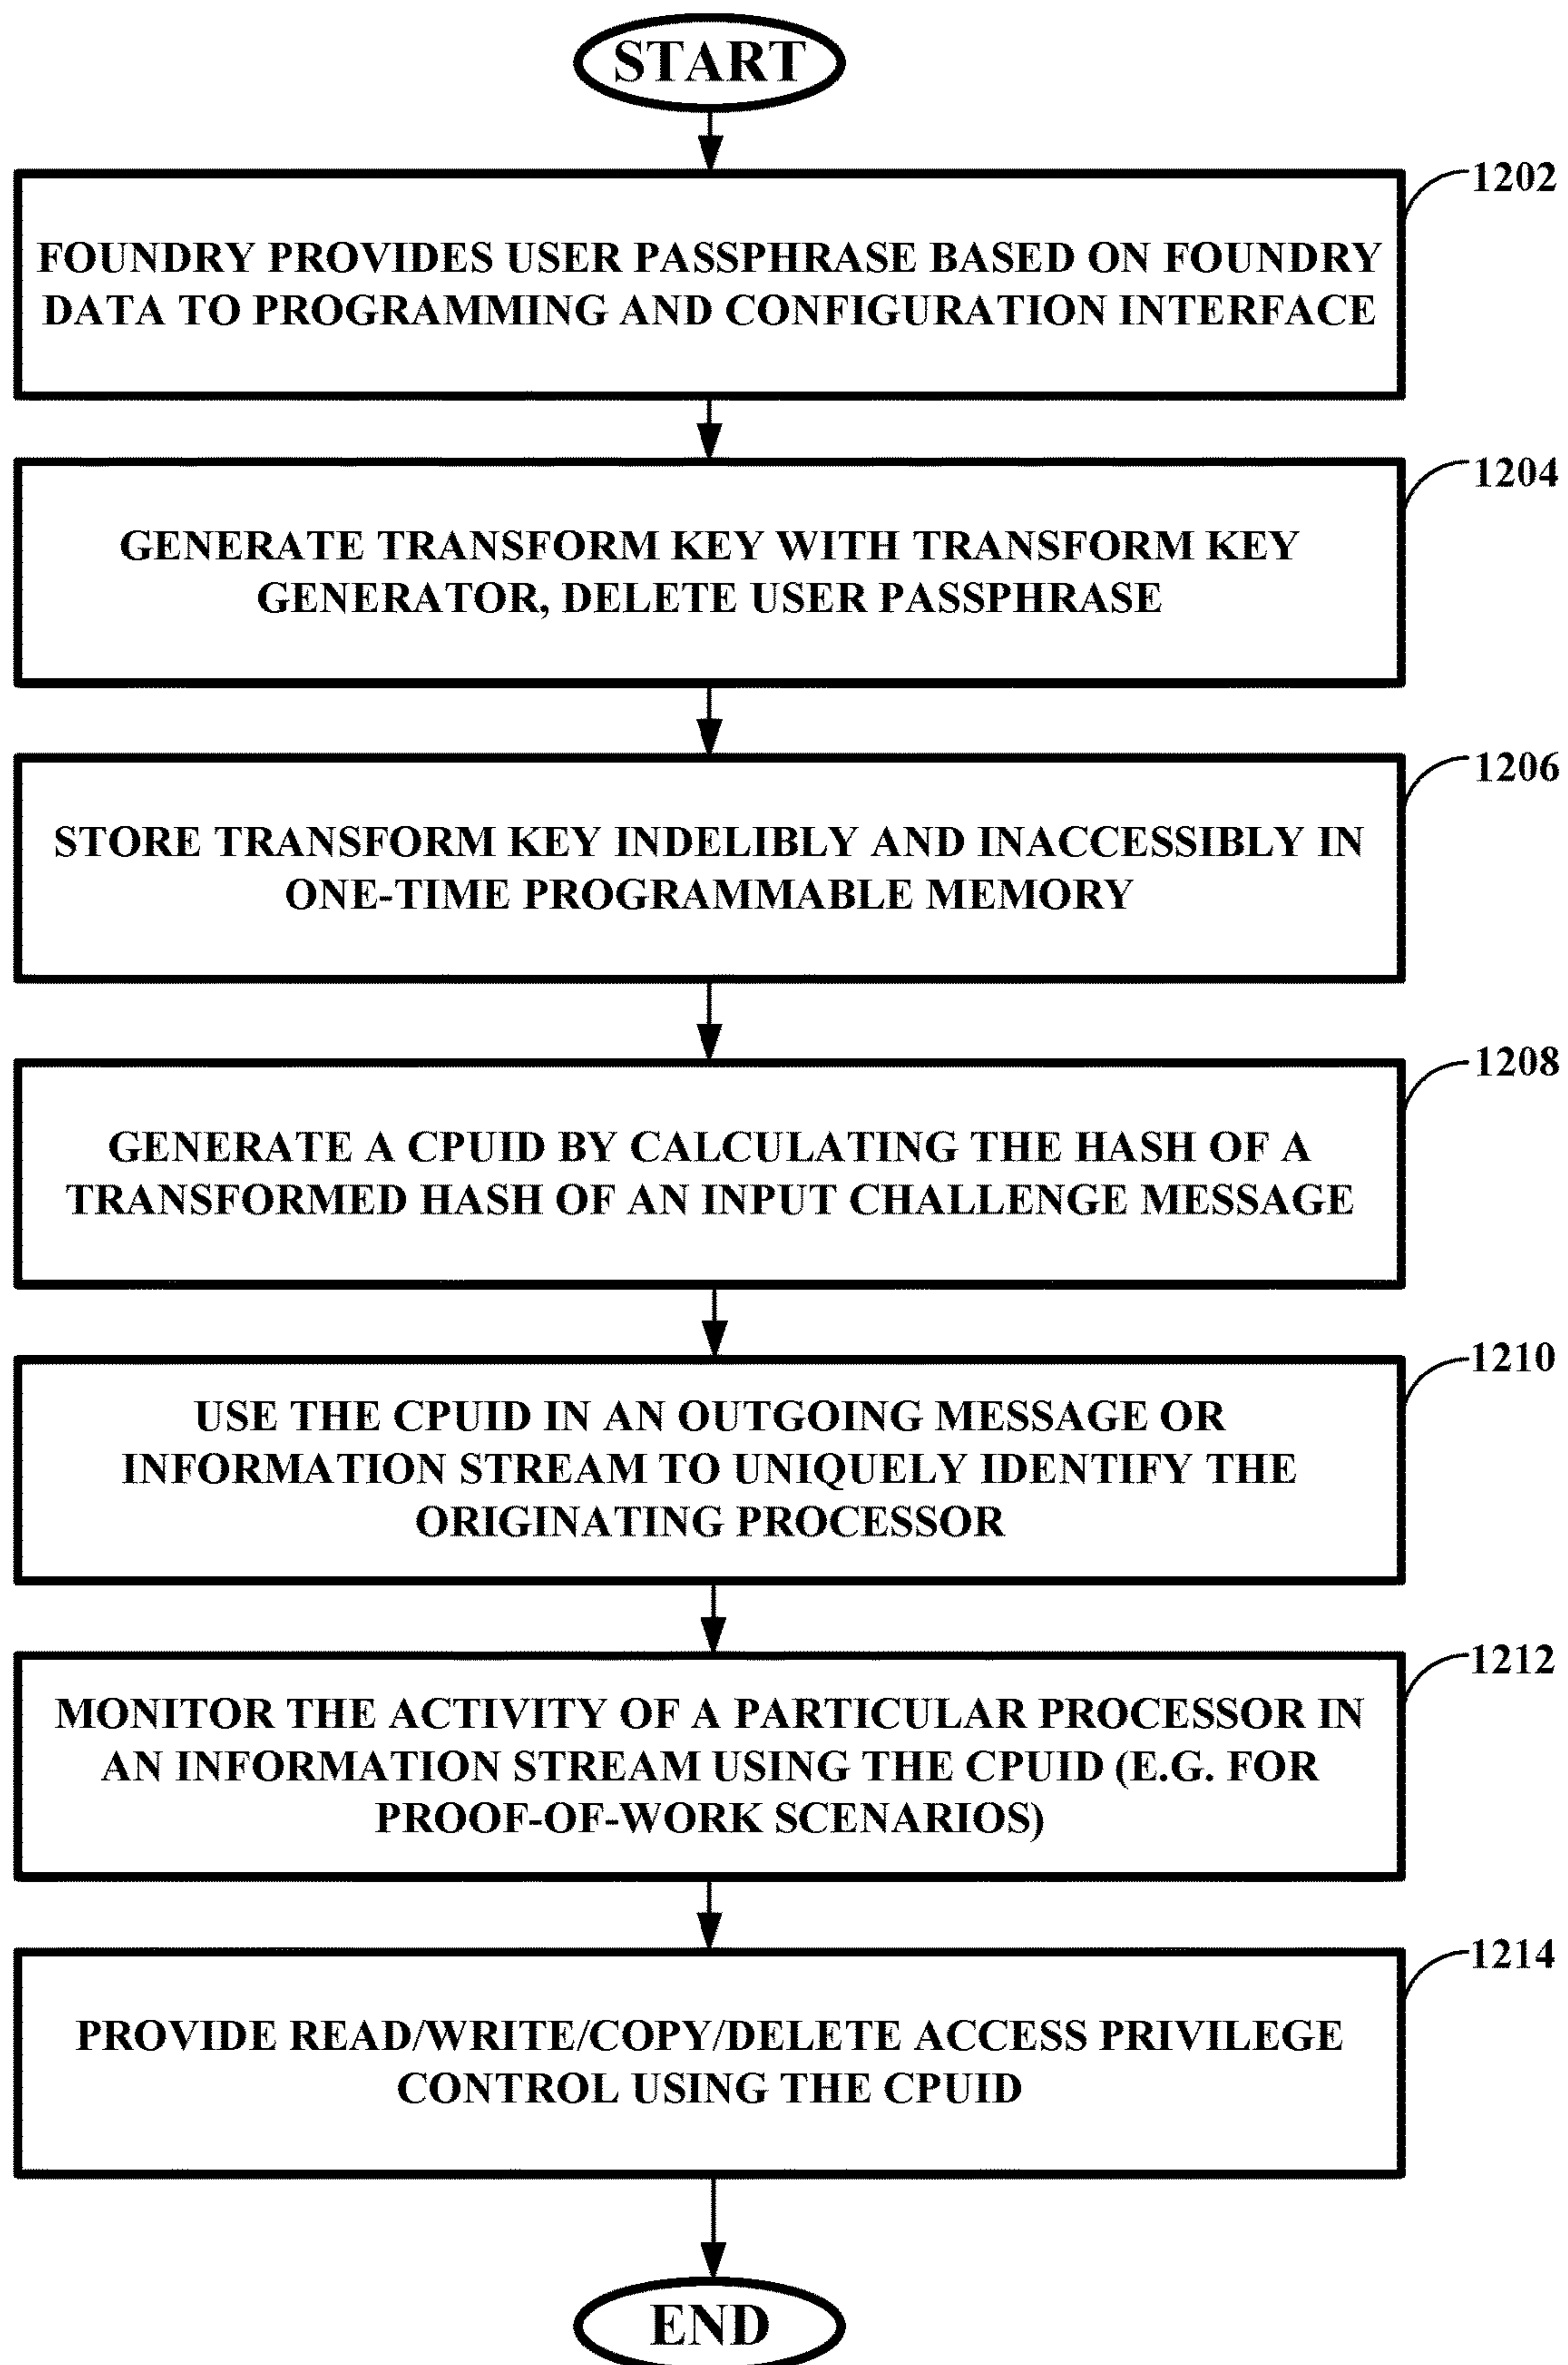 START
1202
FOUNDRY PROVIDES USER PASSPHRASE BASED ON FOUNDRY
DATA TO PROGRAMMING AND CONFIGURATION INTERFACE
1204
GENERATE TRANSFORM KEY WITH TRANSFORM KEY
GENERATOR, DELETE USER PASSPHRASE
1206
STORE TRANSFORM KEY INDELIBLY AND INACCESSIBLY IN
ONE-TIME PROGRAMMABLE MEMORY
1208
GENERATE A CPUID BY CALCULATING THE HASH OF A
TRANSFORMED HASH OF AN INPUT CHALLENGE MESSAGE
1210
USE THE CPUID IN AN OUTGOING MESSAGE OR
INFORMATION STREAM TO UNIQUELY IDENTIFY THE
ORIGINATING PROCESSOR
1212
MONITOR THE ACTIVITY OF A PARTICULAR PROCESSOR IN
AN INFORMATION STREAM USING THE CPUID (E.G. FOR
PROOF-OF-WORK SCENARIOS)
1214
PROVIDE READ/WRITE/COPY/DELETE ACCESS PRIVILEGE
CONTROL USING THE CPUID
END